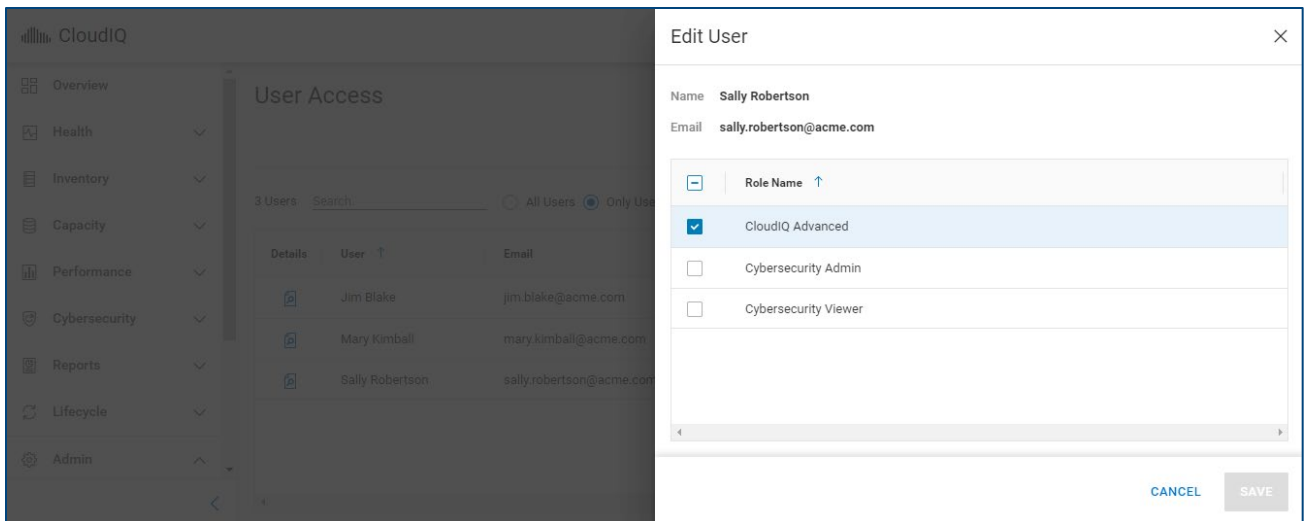 CloudIQ
Overview
Health
Inventory
Capacity
Performance
Cybersecurity
Reports
Lifecycle
Admin
User Access
3 Users Search.. All Users Only Use
Details User Email
Jim Blake jim.blake@acme.com
Mary Kimball mary.kimball@acme.com
Sally Robertson sally.robertson@acme.com
Edit User
Name Sally Robertson
Email sally.robertson@acme.com
Role Name
CloudIQ Advanced
Cybersecurity Admin
Cybersecurity Viewer
CANCEL SAVE